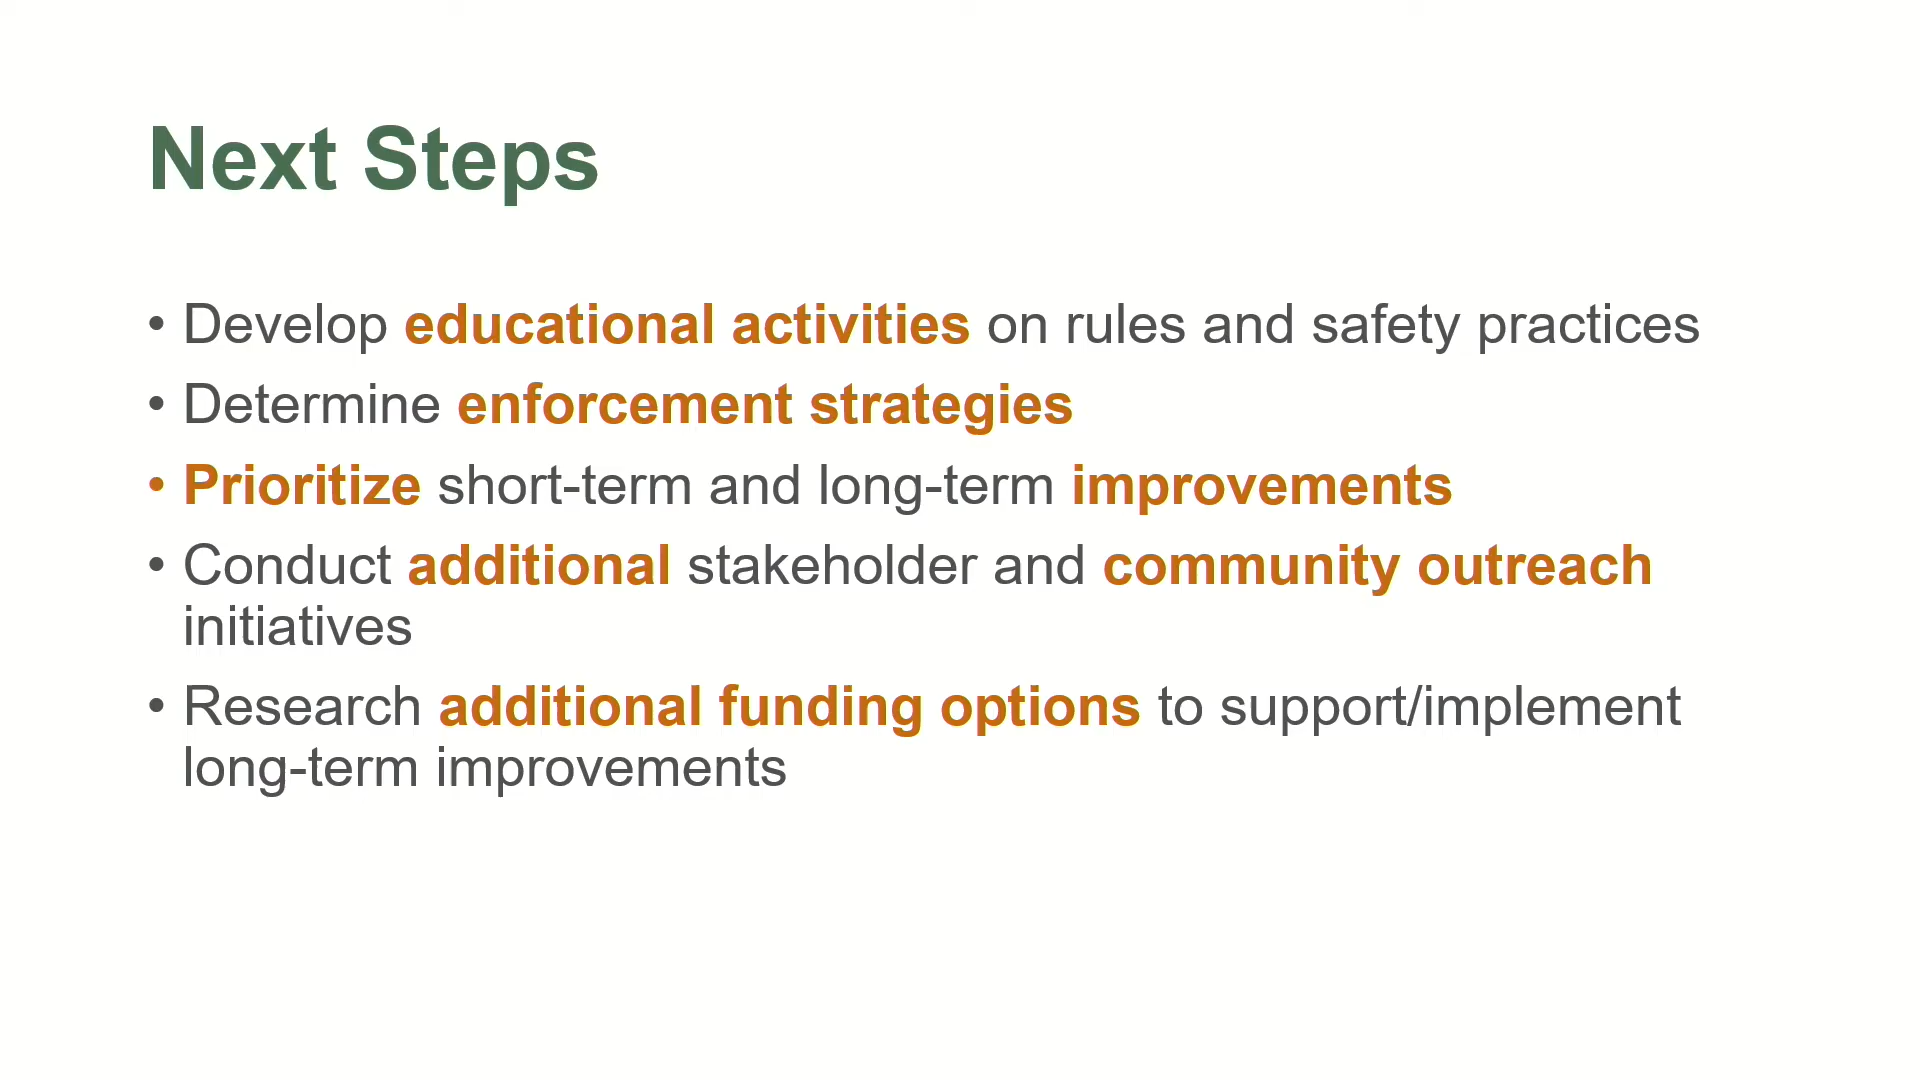 Next Steps
• Develop educational activities on rules and safety practices
• Determine enforcement strategies
• Prioritize short-term and long-term improvements
• Conduct additional stakeholder and community outreach
initiatives
• Research additional funding options to support/implement
long-term improvements